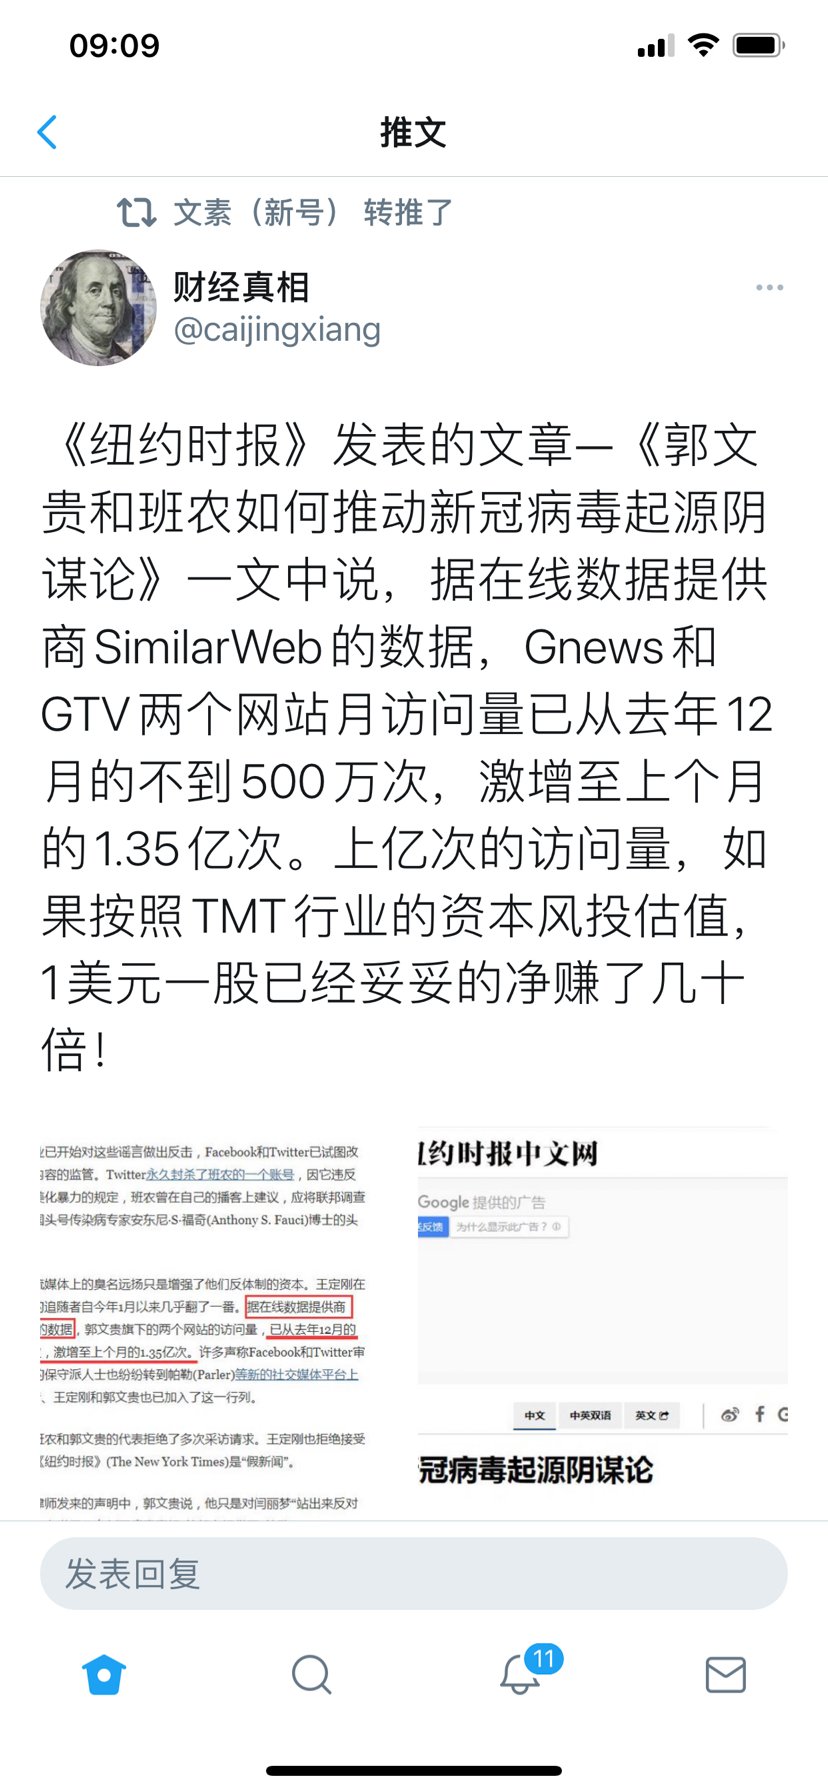 09:09
推文
文素（新号） 转推了
财经真相
@caijingxiang
《纽约时报》发表的文章—《郭文
贵和班农如何推动新冠病毒起源阴
谋论》一文中说，据在线数据提供
商SimilarWeb的数据，Gnews和
GTV两个网站月访问量已从去年12
月的不到500万次，激增至上个月
的1.35亿次。上亿次的访问量，如
果按照TMT行业的资本风投估值，
1美元一股已经妥妥的净赚了几十
倍！
已开始对这些谣言做出反击，Facebook和Twitter已试图改
容的监管。Twitter永久封杀了班农的一个账号，因它违反
化暴力的规定，班农曾在自己的播客上建议，应将联邦调查
头号传染病专家安东尼·S·福奇(Anthony S. Fauci)博士的头
媒体上的臭名远扬只是增强了他们反体制的资本。王定刚在
追随者自今年1月以来几乎翻了一番。据在线数据提供商
的数据，郭文贵旗下的两个网站的访问量，已从去年12月的
，激增至上个月的1.35亿次。许多声称Facebook和Twitter审
保守派人士也纷纷转到帕勒(Parler)等新的社交媒体平台上
、王定刚和郭文贵也已加入了这一行列。
农和郭文贵的代表拒绝了多次采访请求。王定刚也拒绝接受
《纽约时报》(The New York Times)是“假新闻”。
师发来的声明中，郭文贵说，他只是对闫丽梦“站出来反对
纽约时报中文网
Google 提供的广告
反馈 为什么显示此广告？
中文 中英双语 英文
冠病毒起源阴谋论
发表回复
11